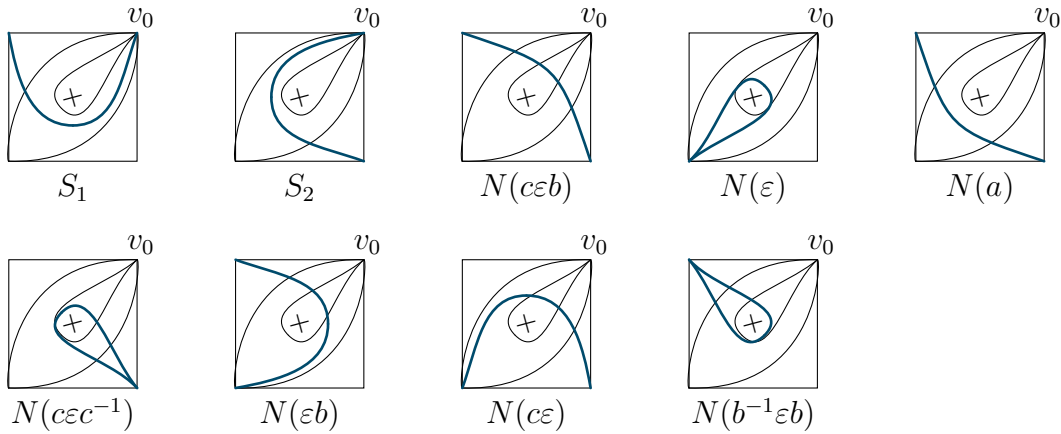 v₀ v₀ v₀ v₀ v₀
S₁ S₂ N(cεb) N(ε) N(a)
v₀ v₀ v₀ v₀
N(cεc⁻¹) N(εb) N(cε) N(b⁻¹εb)